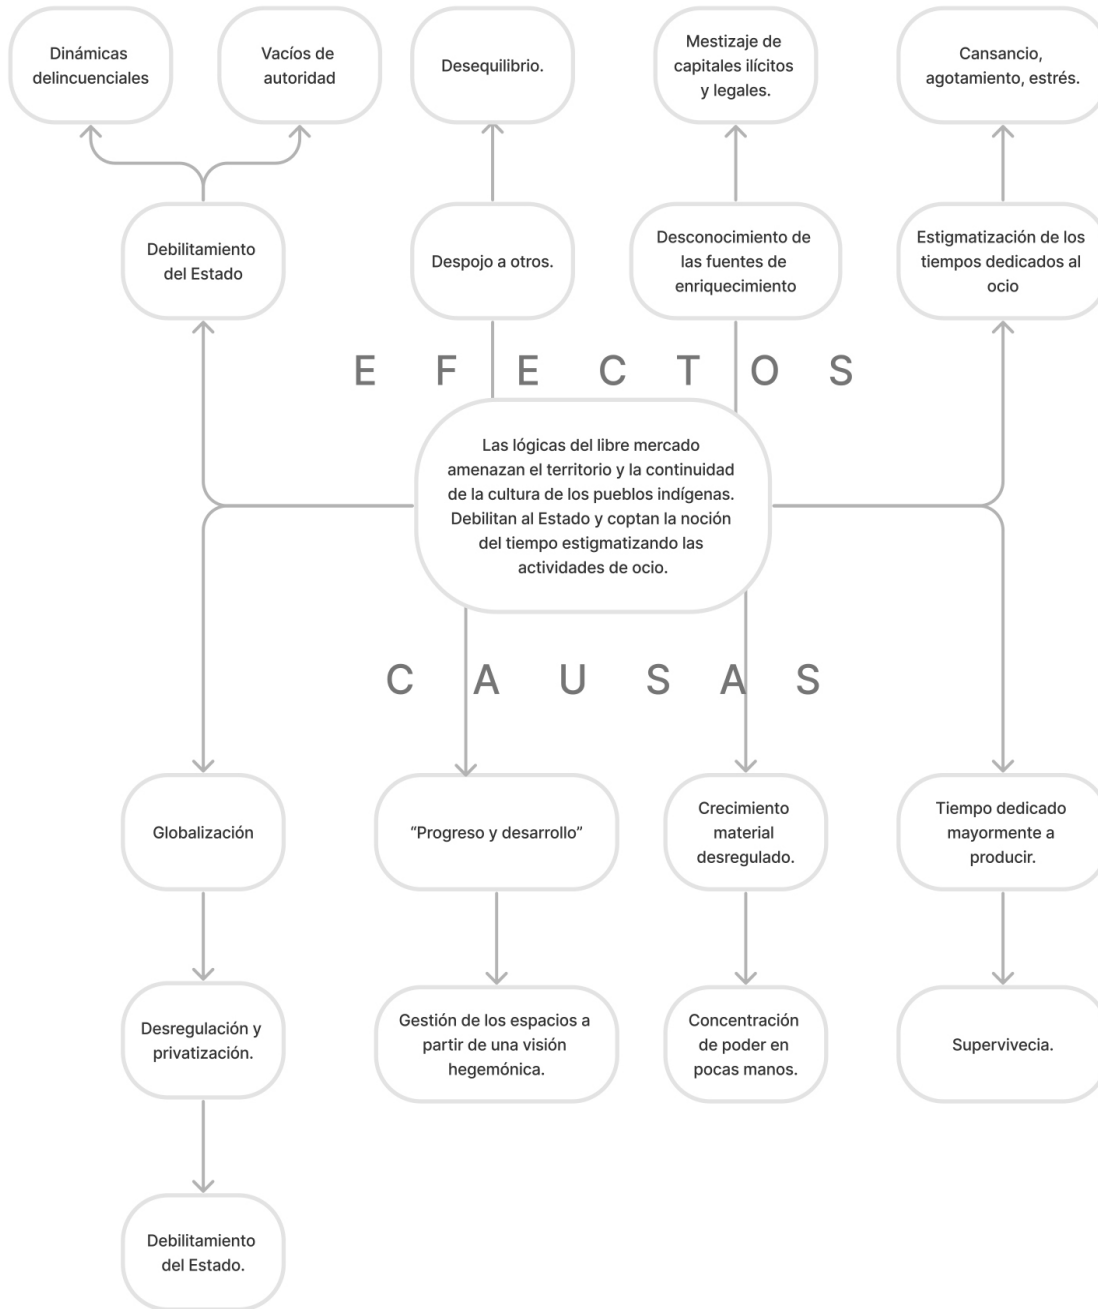 Dinámicas
delincuenciales
Vacíos de
autoridad
Desequilibrio.
Mestizaje de
capitales ilícitos
y legales.
Cansancio,
agotamiento, estrés.
Debilitamiento
del Estado
Despojo a otros.
Desconocimiento de
las fuentes de
enriquecimiento
Estigmatización de los
tiempos dedicados al
ocio
E F E C T O S
Las lógicas del libre mercado
amenazan el territorio y la continuidad
de la cultura de los pueblos indígenas.
Debilitan al Estado y coptan la noción
del tiempo estigmatizando las
actividades de ocio.
C A U S A S
Globalización
“Progreso y desarrollo”
Crecimiento
material
desregulado.
Tiempo dedicado
mayormente a
producir.
Desregulación y
privatización.
Gestión de los espacios a
partir de una visión
hegemónica.
Concentración
de poder en
pocas manos.
Supervivecia.
Debilitamiento
del Estado.